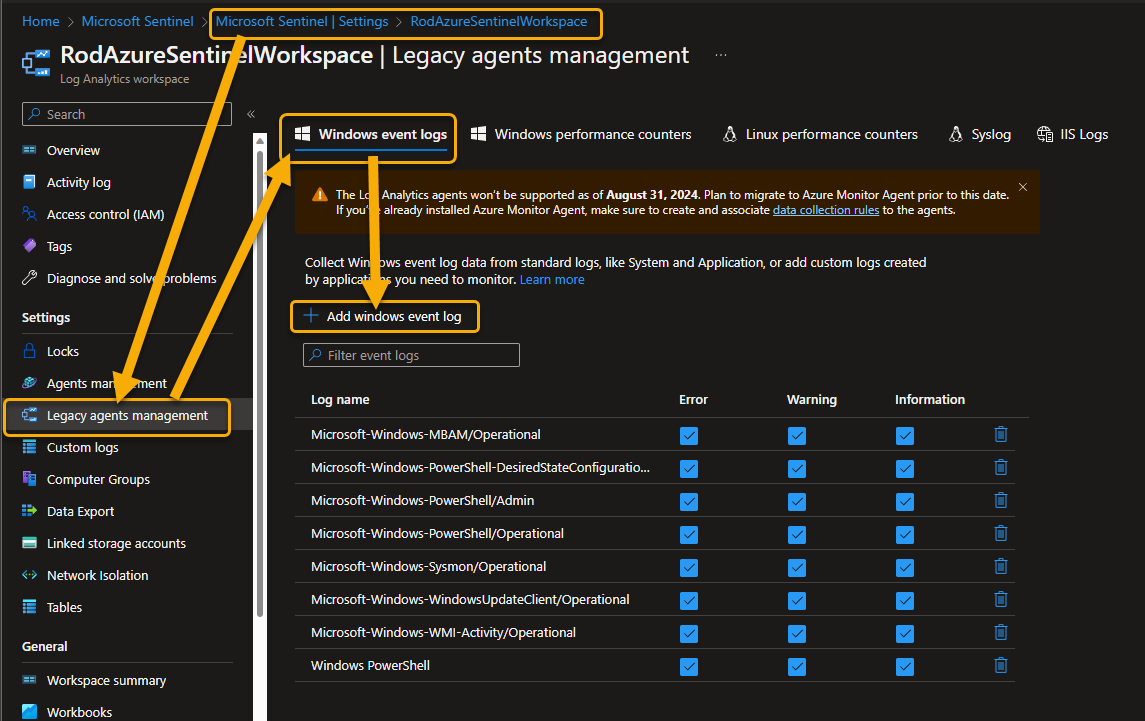 Home > Microsoft Sentinel > Microsoft Sentinel | Settings > RodAzureSentinelWorkspace
RodAzureSentinelWorkspace | Legacy agents management ...
Log Analytics workspace
Search
«
Overview
Activity log
Access control (IAM)
Tags
Diagnose and solve problems
Settings
Locks
Agents management
Legacy agents management
Custom logs
Computer Groups
Data Export
Linked storage accounts
Network Isolation
Tables
General
Workspace summary
Workbooks
Windows event logs
Windows performance counters
Linux performance counters
Syslog
IIS Logs
The Log Analytics agents won't be supported as of August 31, 2024. Plan to migrate to Azure Monitor Agent prior to this date.
If you've already installed Azure Monitor Agent, make sure to create and associate data collection rules to the agents.
Collect Windows event log data from standard logs, like System and Application, or add custom logs created
by applications you need to monitor. Learn more
Add windows event log
Filter event logs
Log name Error Warning Information
Microsoft-Windows-MBAM/Operational
Microsoft-Windows-PowerShell-DesiredStateConfiguratio...
Microsoft-Windows-PowerShell/Admin
Microsoft-Windows-PowerShell/Operational
Microsoft-Windows-Sysmon/Operational
Microsoft-Windows-WindowsUpdateClient/Operational
Microsoft-Windows-WMI-Activity/Operational
Windows PowerShell